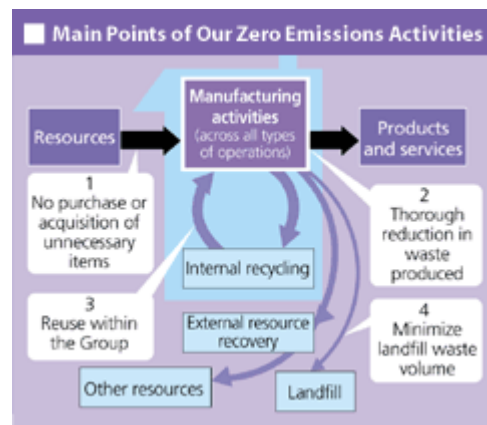 Main Points of Our Zero Emissions Activities
Manufacturing
activities
(across all types
of operations)
Resources
Products
and services
1
No purchase or
acquisition of
unnecessary
items
2
Thorough
reduction in
waste
produced
3
Reuse within
the Group
Internal recycling
External resource
recovery
4
Minimize
landfill waste
volume
Other resources
Landfill